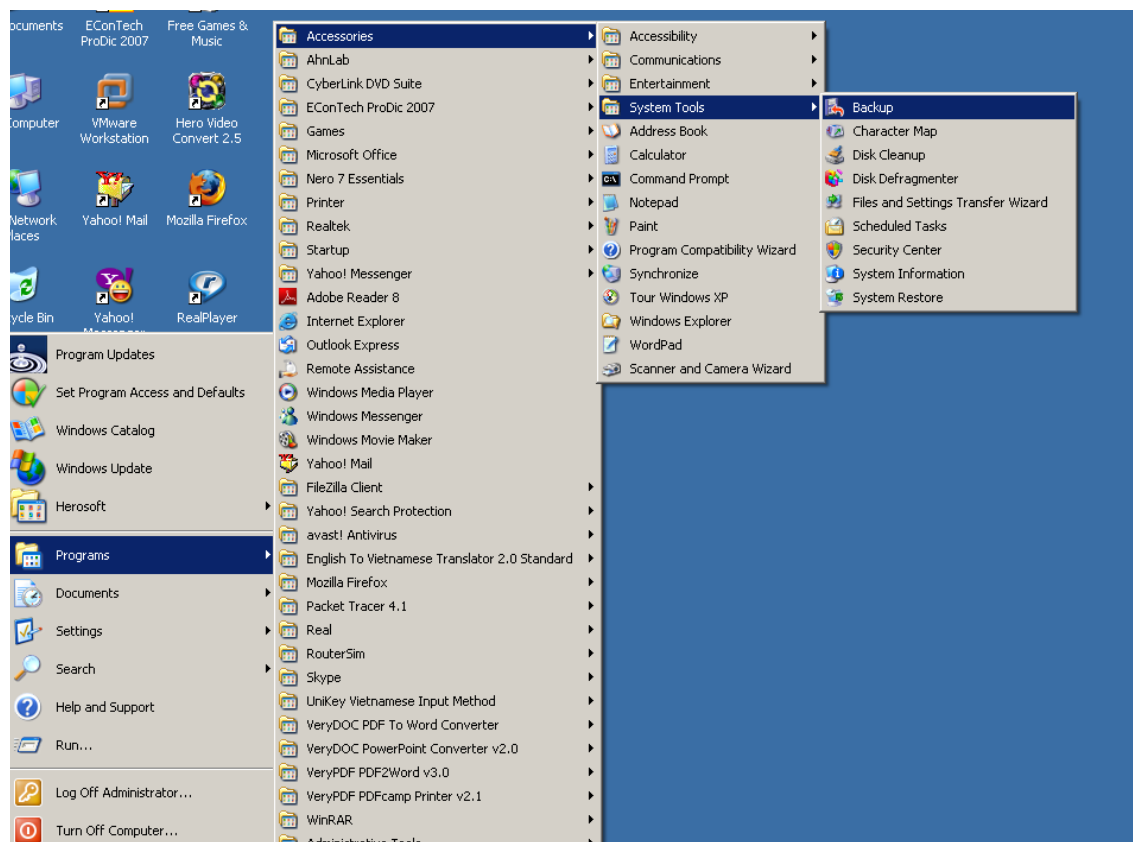 EConTech
ProDic 2007
Free Games &
Music
VMware
Workstation
Hero Video
Convert 2.5
Yahoo! Mail
Mozilla Firefox
Yahoo!
RealPlayer
Program Updates
Set Program Access and Defaults
Windows Catalog
Windows Update
Herosoft
Programs
Documents
Settings
Search
Help and Support
Run...
Log Off Administrator...
Turn Off Computer...
Accessories
AhnLab
CyberLink DVD Suite
EConTech ProDic 2007
Games
Microsoft Office
Nero 7 Essentials
Printer
Realtek
Startup
Yahoo! Messenger
Adobe Reader 8
Internet Explorer
Outlook Express
Remote Assistance
Windows Media Player
Windows Messenger
Windows Movie Maker
Yahoo! Mail
FileZilla Client
Yahoo! Search Protection
avast! Antivirus
English To Vietnamese Translator 2.0 Standard
Mozilla Firefox
Packet Tracer 4.1
Real
RouterSim
Skype
UniKey Vietnamese Input Method
VeryDOC PDF To Word Converter
VeryDOC PowerPoint Converter v2.0
VeryPDF PDF2Word v3.0
VeryPDF PDFcamp Printer v2.1
WinRAR
Accessibility
Communications
Entertainment
System Tools
Address Book
Calculator
Command Prompt
Notepad
Paint
Program Compatibility Wizard
Synchronize
Tour Windows XP
Windows Explorer
WordPad
Scanner and Camera Wizard
Backup
Character Map
Disk Cleanup
Disk Defragmenter
Files and Settings Transfer Wizard
Scheduled Tasks
Security Center
System Information
System Restore